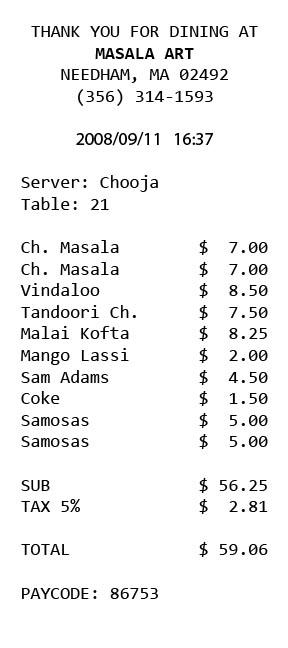 THANK YOU FOR DINING AT
MASALA ART
NEEDHAM, MA 02492
(356) 314-1593
2008/09/11 16:37
Server: Chooja
Table: 21
Ch. Masala $ 7.00
Ch. Masala $ 7.00
Vindaloo $ 8.50
Tandoori Ch. $ 7.50
Malai Kofta $ 8.25
Mango Lassi $ 2.00
Sam Adams $ 4.50
Coke $ 1.50
Samosas $ 5.00
Samosas $ 5.00
SUB $ 56.25
TAX 5% $ 2.81
TOTAL $ 59.06
PAYCODE: 86753